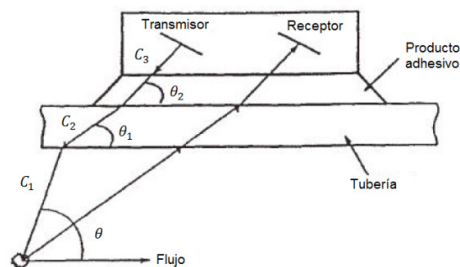 Transmisor
Receptor
C₃
Producto
adhesivo
θ₂
C₂
θ₁
C₁
Tubería
θ
Flujo